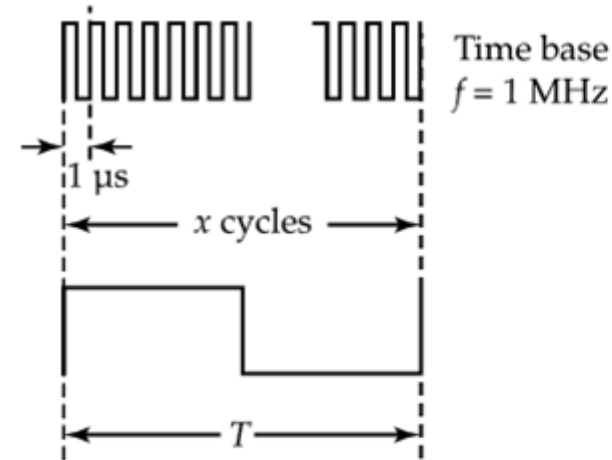 Time base
f = 1 MHz
1 μs
x cycles
T